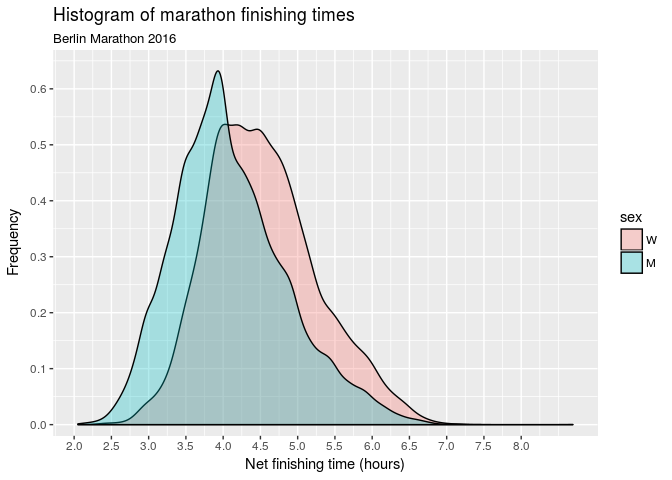 Histogram of marathon finishing times
Berlin Marathon 2016
Frequency
0.6
0.5
0.4
0.3
0.2
0.1
0.0
2.0 2.5 3.0 3.5 4.0 4.5 5.0 5.5 6.0 6.5 7.0 7.5 8.0
Net finishing time (hours)
sex
W
M